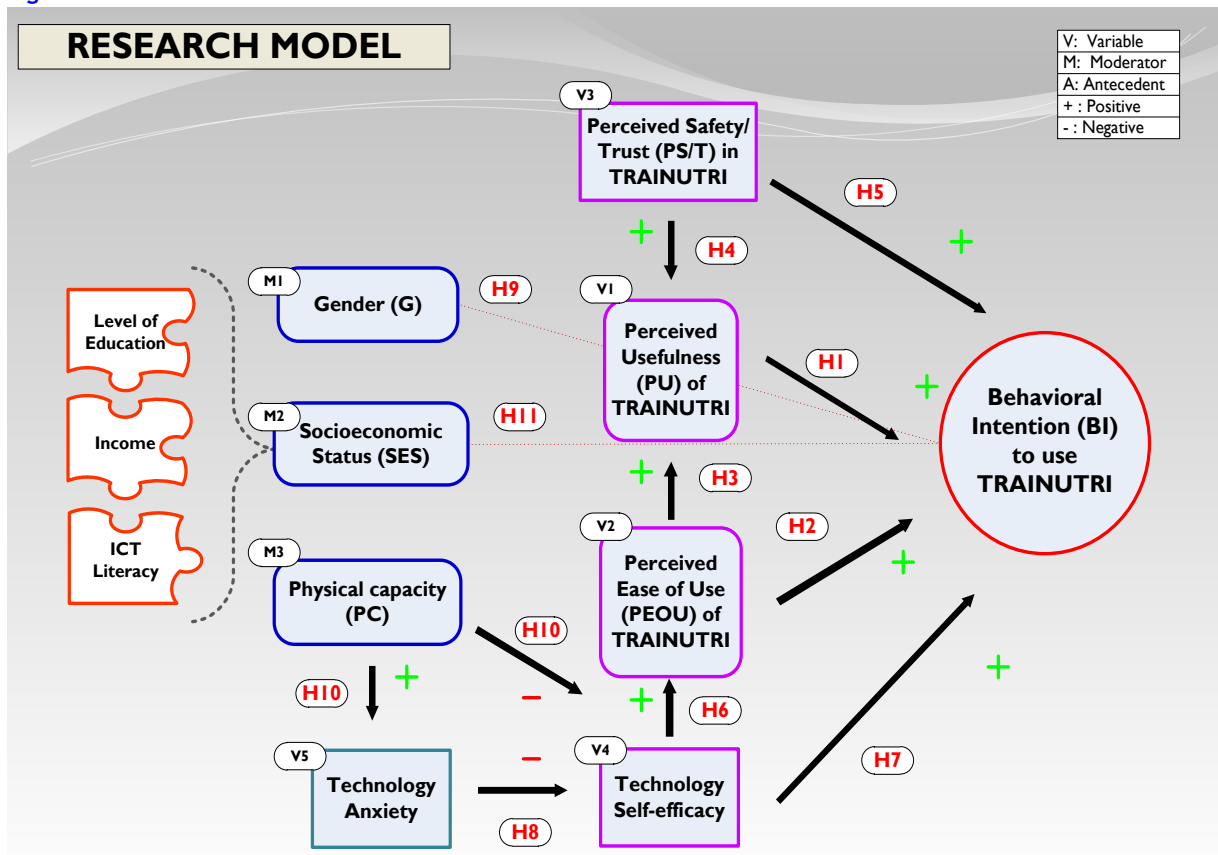 RESEARCH MODEL
V: Variable
M: Moderator
A: Antecedent
+ : Positive
- : Negative
V3
Perceived Safety/
Trust (PS/T) in
TRAINUTRI
H5
+
+
H4
M1
Gender (G)
H9
V1
Perceived
Usefulness
(PU) of
TRAINUTRI
H1
+
Level of
Education
Income
ICT
Literacy
M2
Socioeconomic
Status (SES)
H11
Behavioral
Intention (BI)
to use
TRAINUTRI
+
H3
M3
Physical capacity
(PC)
V2
Perceived
Ease of Use
(PEOU) of
TRAINUTRI
H2
+
H10
H10
+
−
+
H6
+
V5
Technology
Anxiety
−
H8
V4
Technology
Self-efficacy
H7